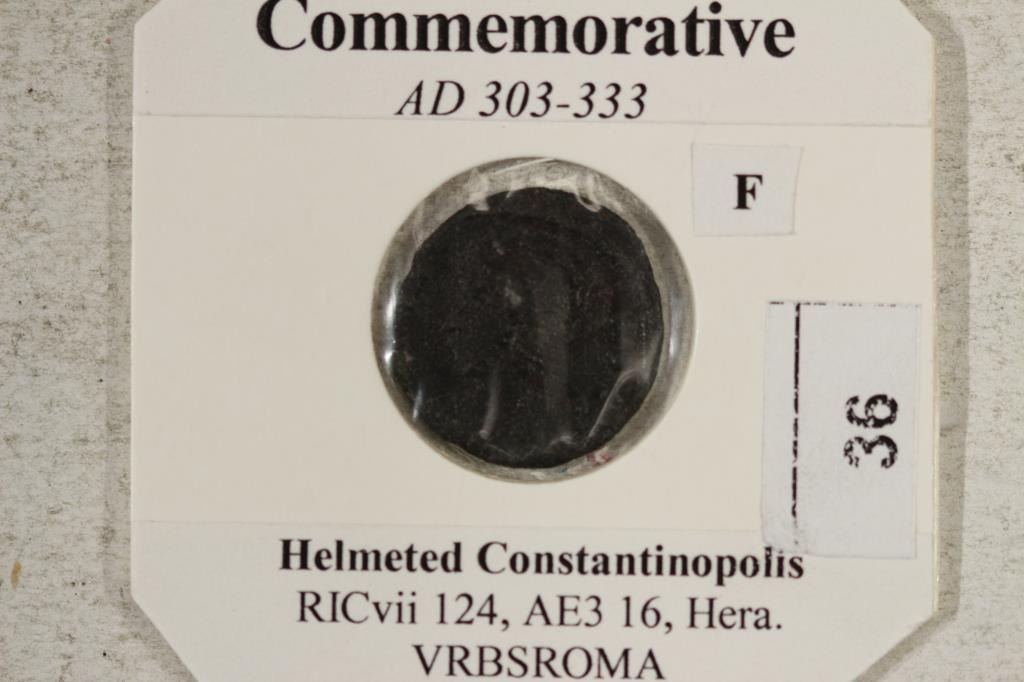 Commemorative
AD 303-333
F
36
Helmeted Constantinopolis
RICvii 124, AE3 16, Hera.
VRBSROMA